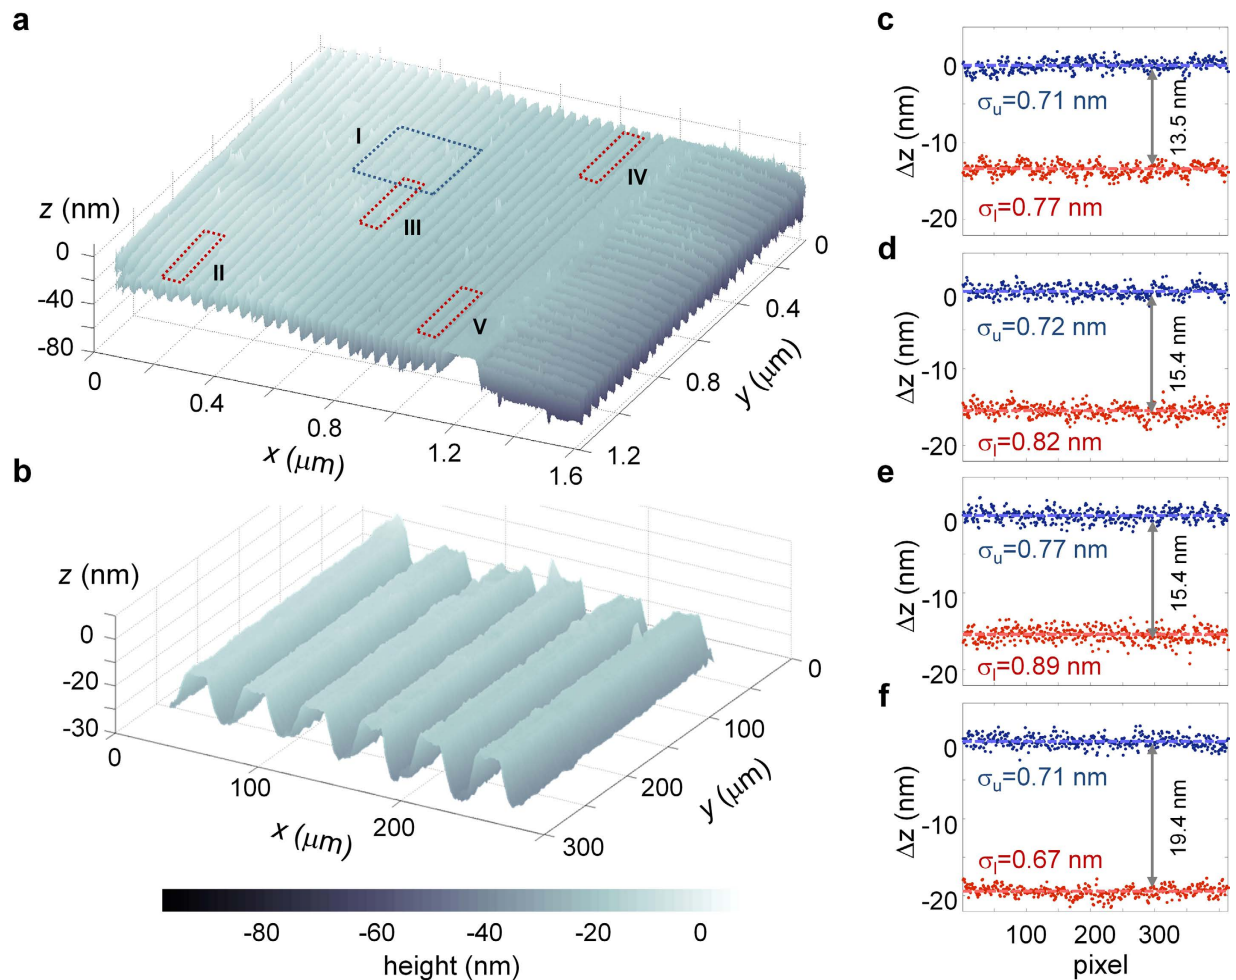 a
I
II
III
IV
V
z (nm)
0
-40
-80
0
0.4
0.8
1.2
1.6
x (μm)
0
0.4
0.8
1.2
y (μm)
b
z (nm)
0
-10
-20
-30
0
100
200
300
x (μm)
0
100
200
y (μm)
-80
-60
-40
-20
0
height (nm)
c
0
-10
-20
Δz (nm)
σu=0.71 nm
13.5 nm
σl=0.77 nm
d
0
-10
-20
Δz (nm)
σu=0.72 nm
15.4 nm
σl=0.82 nm
e
0
-10
-20
Δz (nm)
σu=0.77 nm
15.4 nm
σl=0.89 nm
f
0
-10
-20
Δz (nm)
σu=0.71 nm
19.4 nm
σl=0.67 nm
100
200
300
pixel